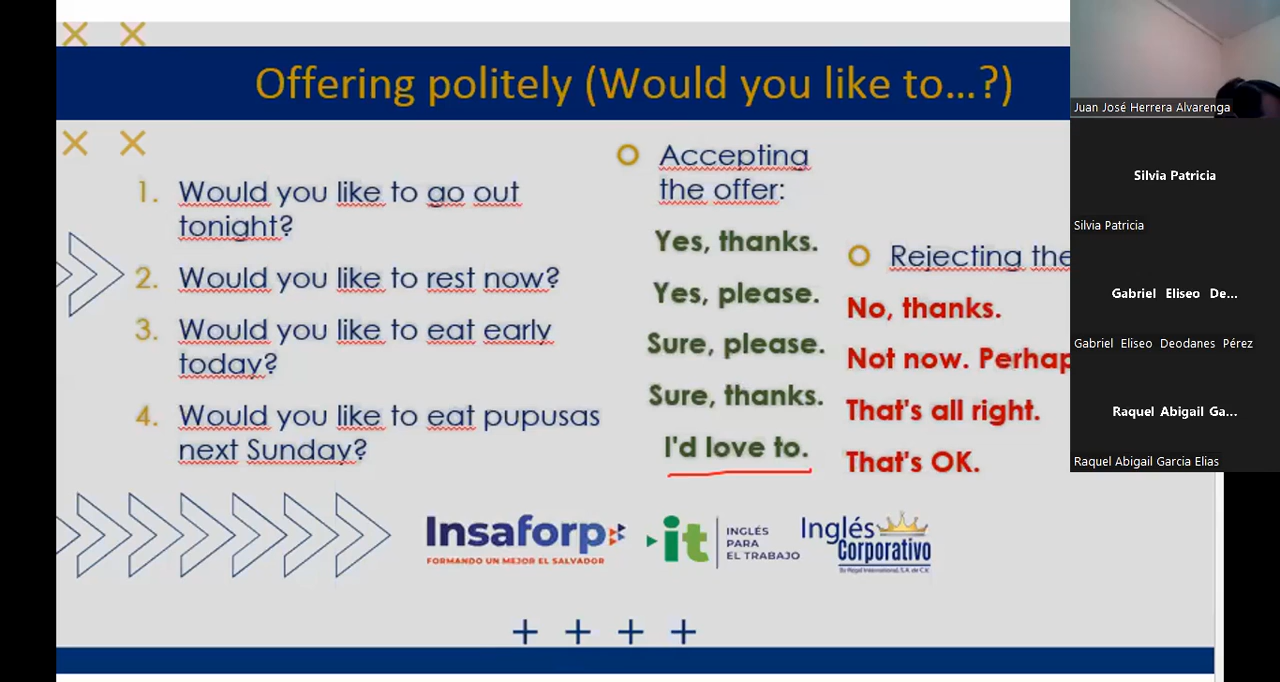 Offering politely (Would you like to...?)
1. Would you like to go out
tonight?
2. Would you like to rest now?
3. Would you like to eat early
today?
4. Would you like to eat pupusas
next Sunday?
Accepting
the offer:
Yes, thanks.
Yes, please.
Sure, please.
Sure, thanks.
I'd love to.
Rejecting the
No, thanks.
Not now. Perhap
That's all right.
That's OK.
Insaforp
FORMANDO UN MEJOR EL SALVADOR
it
INGLÉS
PARA
EL TRABAJO
Inglés
Corporativo
Juan José Herrera Alvarenga
Silvia Patricia
Silvia Patricia
Gabriel Eliseo De...
Gabriel Eliseo Deodanes Pérez
Raquel Abigail Ga...
Raquel Abigail Garcia Elias